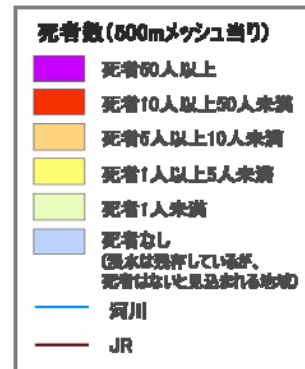 死者数(500mメッシュ当り)
死者50人以上
死者10人以上50人未満
死者5人以上10人未満
死者1人以上5人未満
死者1人未満
死者なし
(浸水は残存しているが、
死者はないと見込まれる地域)
河川
JR